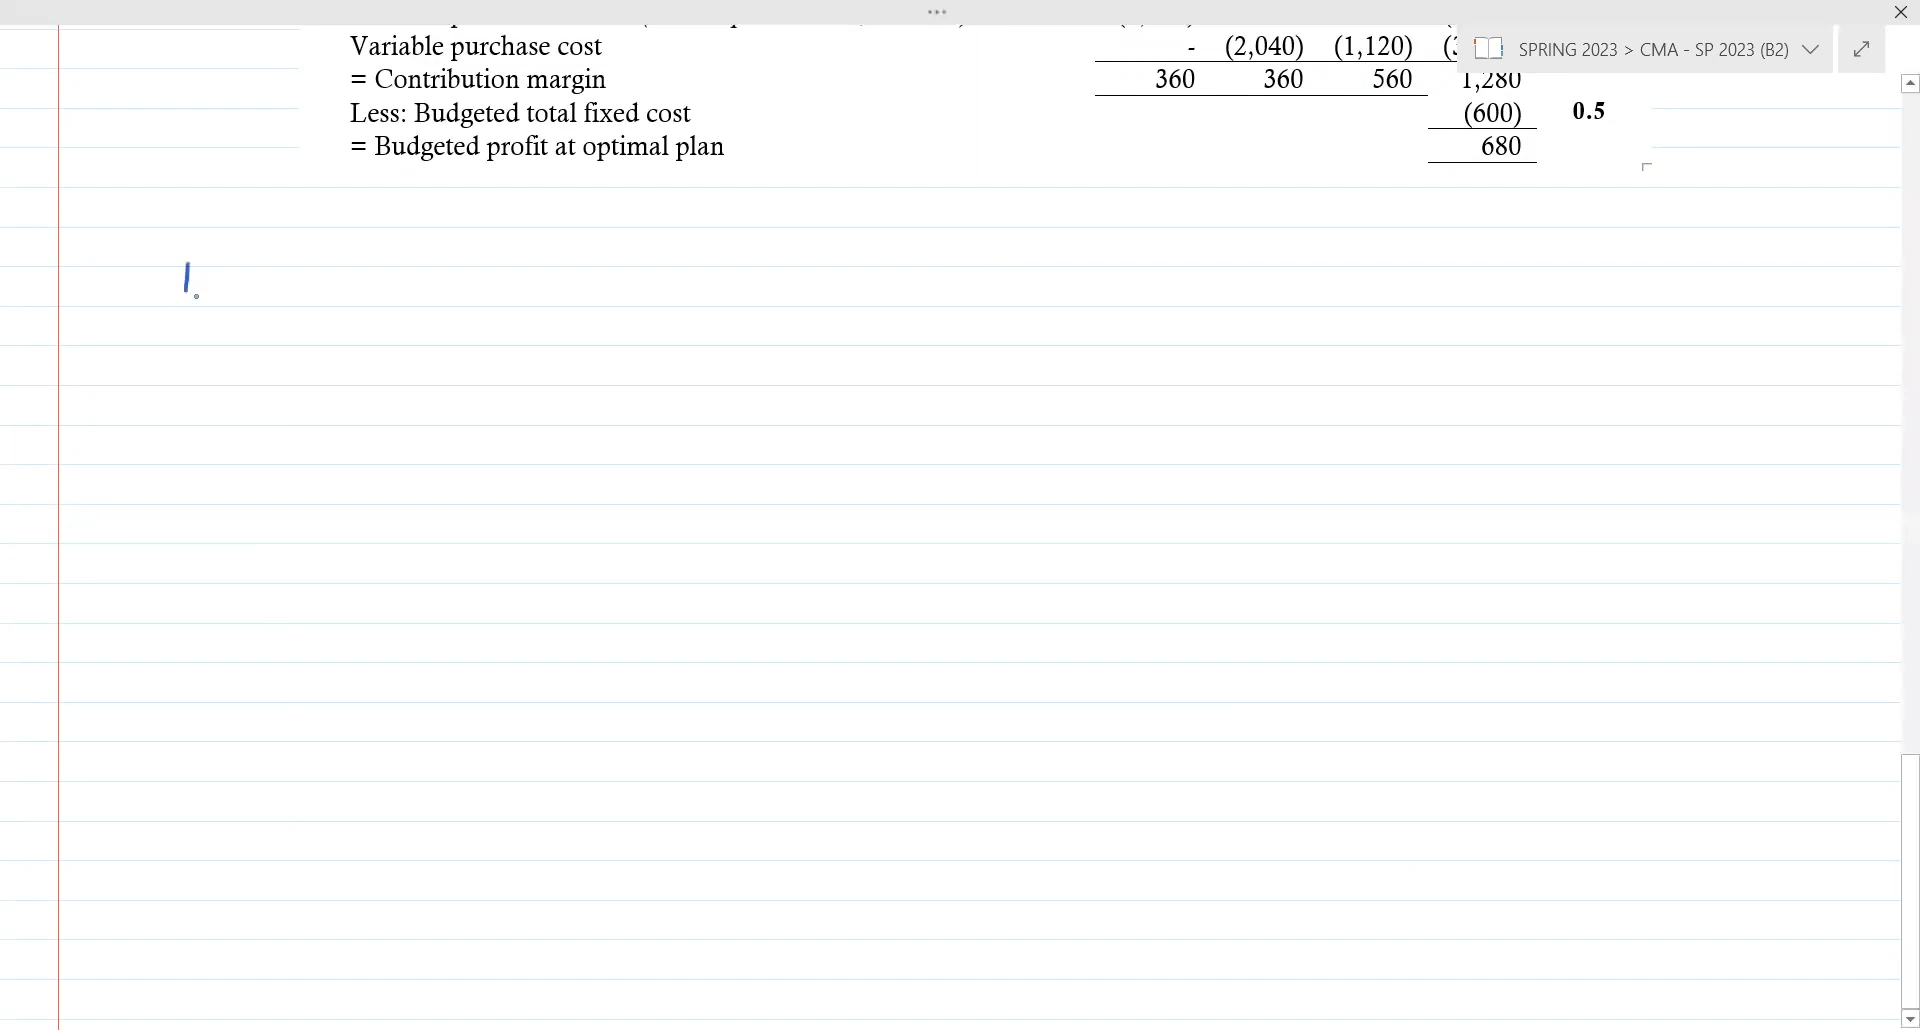 SPRING 2023 > CMA - SP 2023 (B2)
Variable purchase cost - (2,040) (1,120)
= Contribution margin 360 360 560 1,280
Less: Budgeted total fixed cost (600) 0.5
= Budgeted profit at optimal plan 680
1.